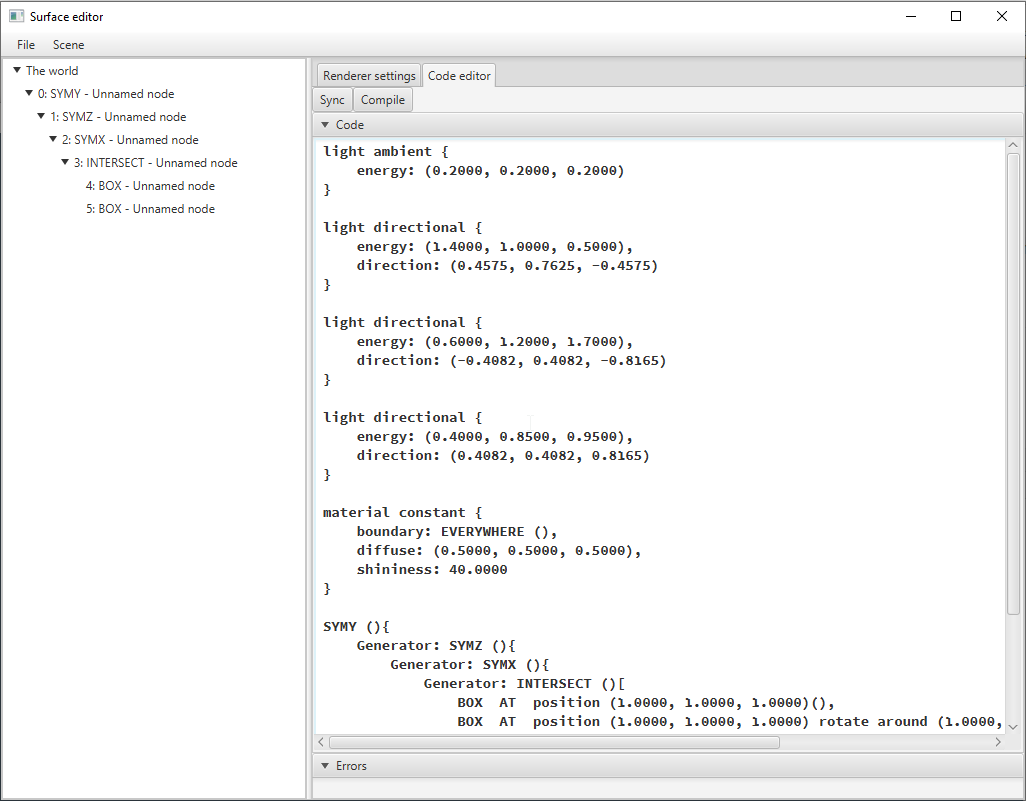 Surface editor
File Scene
The world
0: SYMY - Unnamed node
1: SYMZ - Unnamed node
2: SYMX - Unnamed node
3: INTERSECT - Unnamed node
4: BOX - Unnamed node
5: BOX - Unnamed node
Renderer settings Code editor
Sync Compile
Code
light ambient {
    energy: (0.2000, 0.2000, 0.2000)
}

light directional {
    energy: (1.4000, 1.0000, 0.5000),
    direction: (0.4575, 0.7625, -0.4575)
}

light directional {
    energy: (0.6000, 1.2000, 1.7000),
    direction: (-0.4082, 0.4082, -0.8165)
}

light directional {
    energy: (0.4000, 0.8500, 0.9500),
    direction: (0.4082, 0.4082, 0.8165)
}

material constant {
    boundary: EVERYWHERE (),
    diffuse: (0.5000, 0.5000, 0.5000),
    shininess: 40.0000
}

SYMY (){
    Generator: SYMZ (){
        Generator: SYMX (){
            Generator: INTERSECT ()[
                BOX  AT  position (1.0000, 1.0000, 1.0000)(),
                BOX  AT  position (1.0000, 1.0000, 1.0000) rotate around (1.0000,
Errors